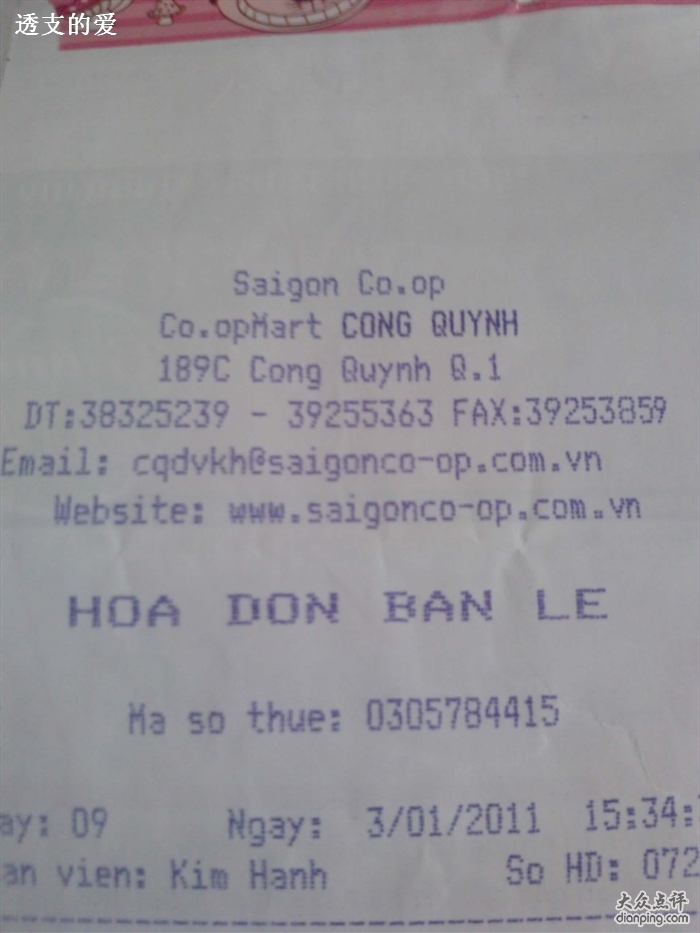 透支的爱
Saigon Co.op
Co.opMart CONG QUYNH
189C Cong Quynh Q.1
DT:38325239 - 39255363 FAX:39253859
Email: cqdvkh@saigonco-op.com.vn
Website: www.saigonco-op.com.vn
HOA DON BAN LE
Ma so thue: 0305784415
ay: 09 Ngay: 3/01/2011 15:34:
an vien: Kim Hanh So HD: 072
大众点评
dianping.com